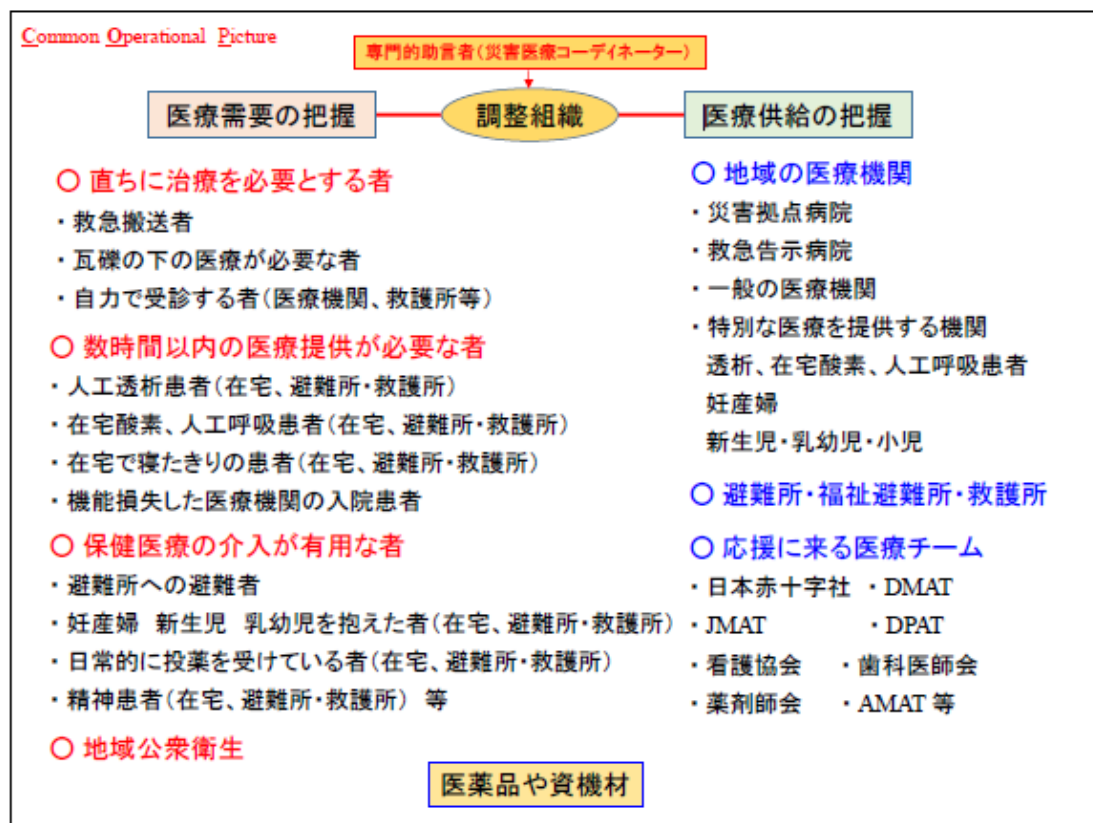 Common Operational Picture
専門的助言者(災害医療コーディネーター)
医療需要の把握
調整組織
医療供給の把握
〇 直ちに治療を必要とする者
・救急搬送者
・瓦礫の下の医療が必要な者
・自力で受診する者(医療機関、救護所等)
〇 数時間以内の医療提供が必要な者
・人工透析患者(在宅、避難所・救護所)
・在宅酸素、人工呼吸患者(在宅、避難所・救護所)
・在宅で寝たきりの患者(在宅、避難所・救護所)
・機能損失した医療機関の入院患者
〇 保健医療の介入が有用な者
・避難所への避難者
・妊産婦 新生児 乳幼児を抱えた者(在宅、避難所・救護所)
・日常的に投薬を受けている者(在宅、避難所・救護所)
・精神患者(在宅、避難所・救護所) 等
〇 地域公衆衛生
〇 地域の医療機関
・災害拠点病院
・救急告示病院
・一般の医療機関
・特別な医療を提供する機関
透析、在宅酸素、人工呼吸患者
妊産婦
新生児・乳幼児・小児
〇 避難所・福祉避難所・救護所
〇 応援に来る医療チーム
・日本赤十字社 ・DMAT
・JMAT ・DPAT
・看護協会 ・歯科医師会
・薬剤師会 ・AMAT 等
医薬品や資機材